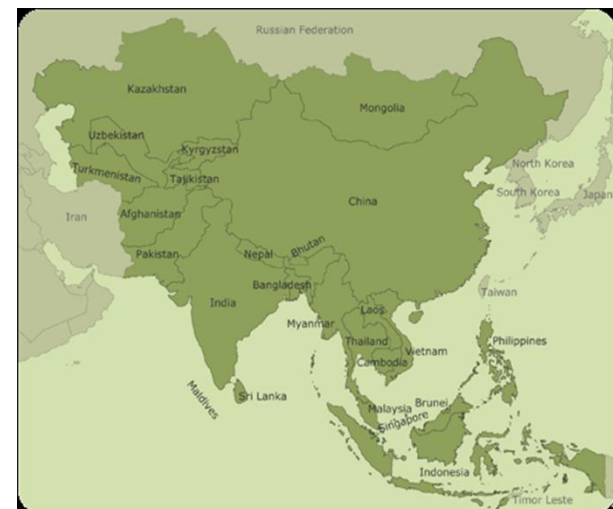 Russian Federation
Kazakhstan
Mongolia
Uzbekistan
Kyrgyzstan
North Korea
Turkmenistan
Tajikistan
South Korea
Japan
China
Iran
Afghanistan
Pakistan
Nepal
Bhutan
Bangladesh
Taiwan
India
Laos
Myanmar
Thailand
Philippines
Vietnam
Cambodia
Maldives
Sri Lanka
Malaysia
Brunei
Singapore
Indonesia
Timor Leste